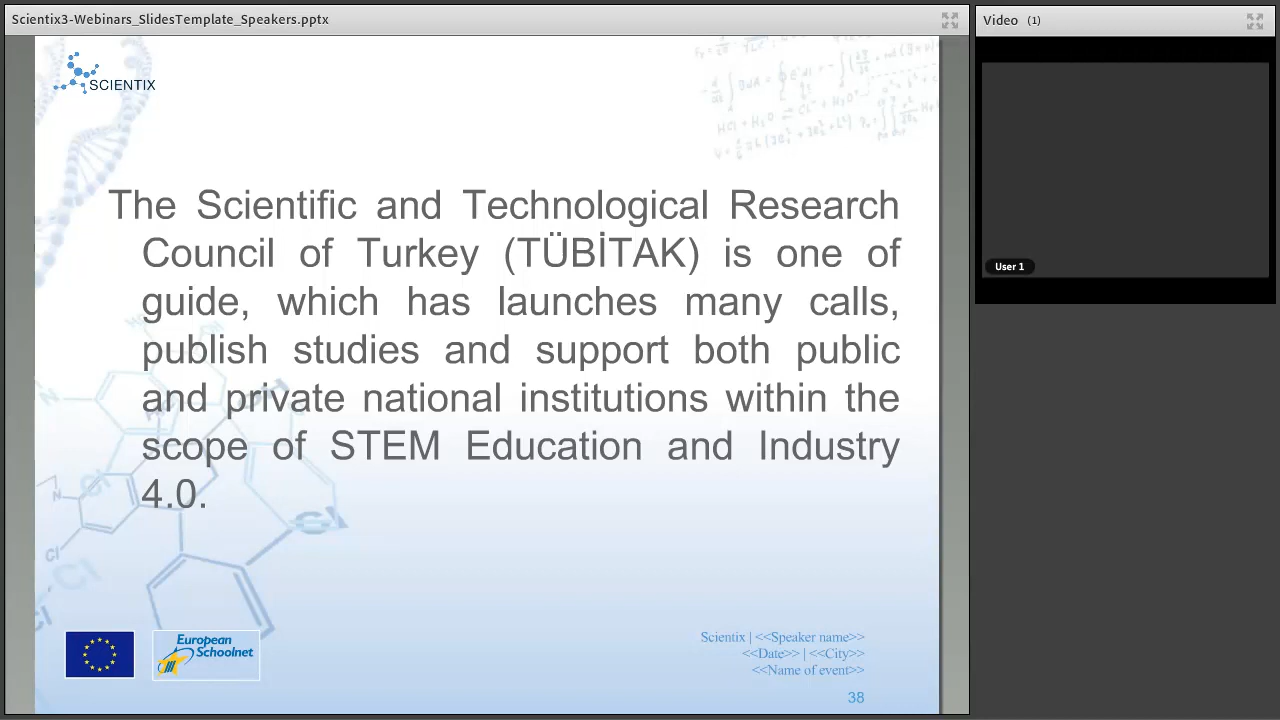 Scientix3-Webinars_SlidesTemplate_Speakers.pptx
Video (1)
SCIENTIX
The Scientific and Technological Research
Council of Turkey (TÜBİTAK) is one of
guide, which has launches many calls,
publish studies and support both public
and private national institutions within the
scope of STEM Education and Industry
4.0.
User 1
European
Schoolnet
Scientix | <<Speaker name>>
<<Date>> | <<City>>
<<Name of event>>
38